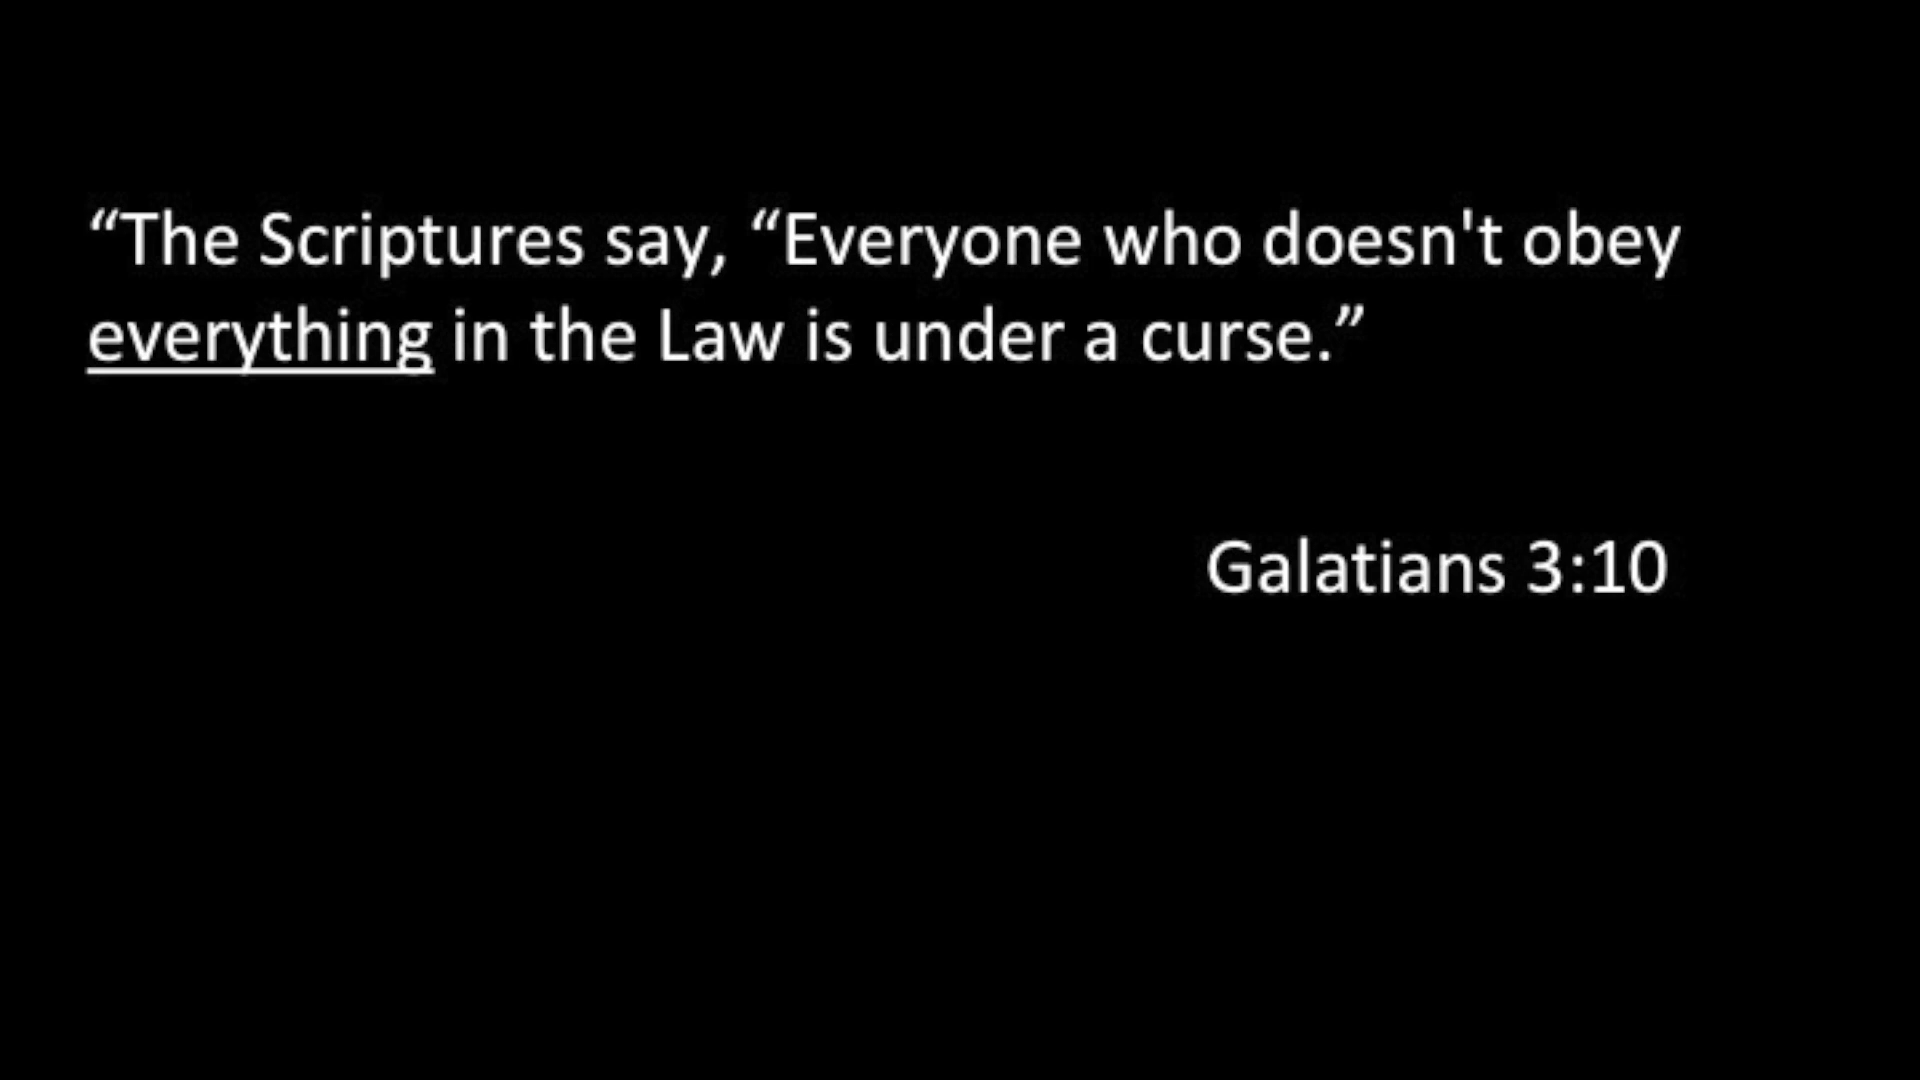 “The Scriptures say, “Everyone who doesn't obey
everything in the Law is under a curse.”
Galatians 3:10